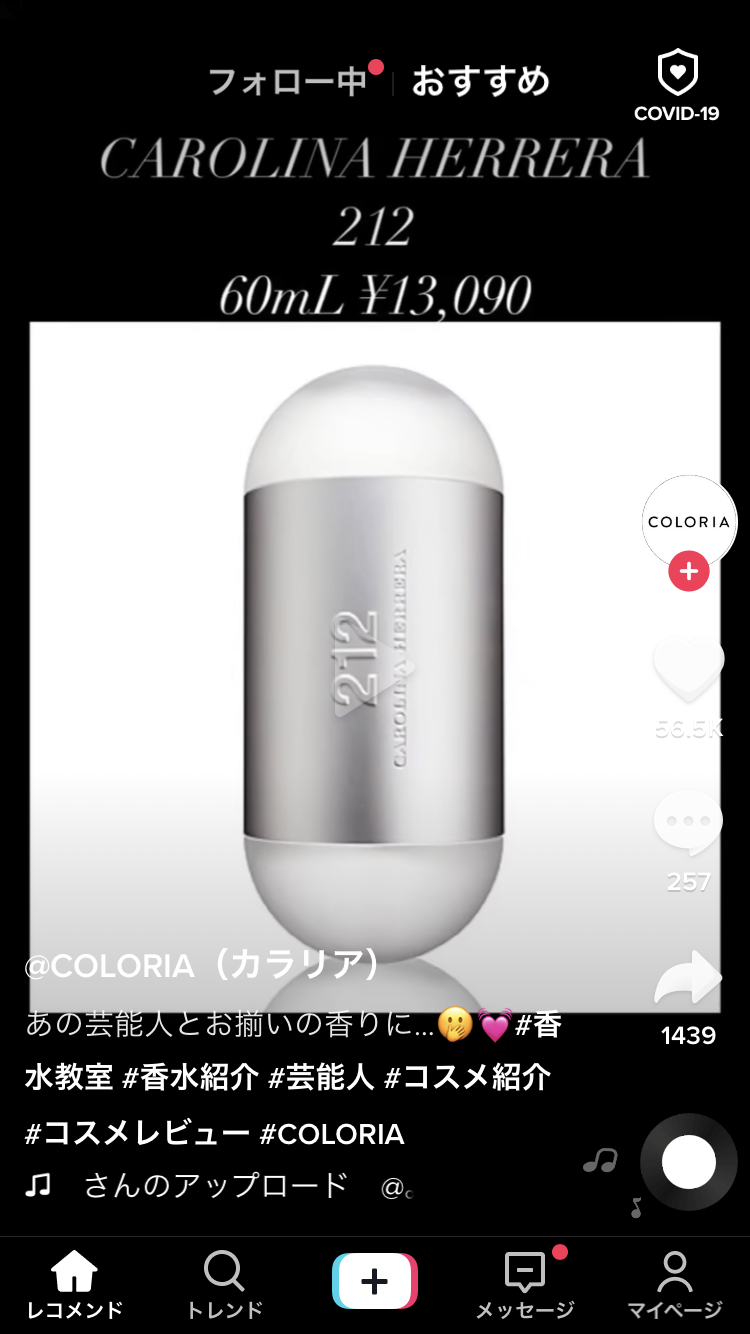 フォロー中
おすすめ
COVID-19
CAROLINA HERRERA
212
60mL ¥13,090
212
CAROLINA HERRERA
COLORIA
56.5K
257
1439
@COLORIA（カラリア）
あの芸能人とお揃いの香りに...🤭💓#香
水教室 #香水紹介 #芸能人 #コスメ紹介
#コスメレビュー #COLORIA
さんのアップロード @
レコメンド
トレンド
メッセージ
マイページ